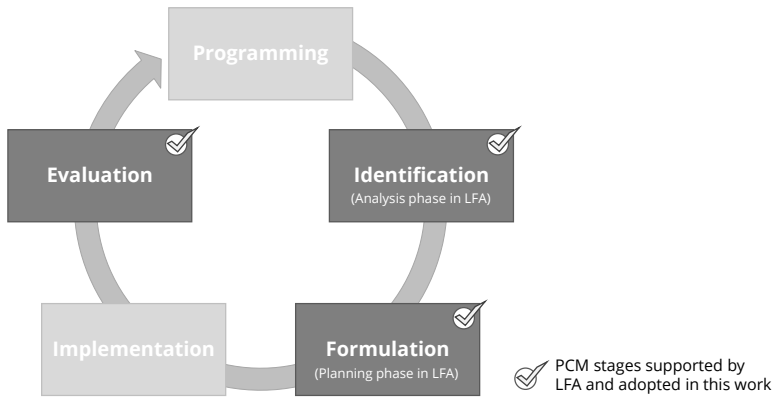 Programming
Evaluation
Identification
(Analysis phase in LFA)
Implementation
Formulation
(Planning phase in LFA)
PCM stages supported by
LFA and adopted in this work